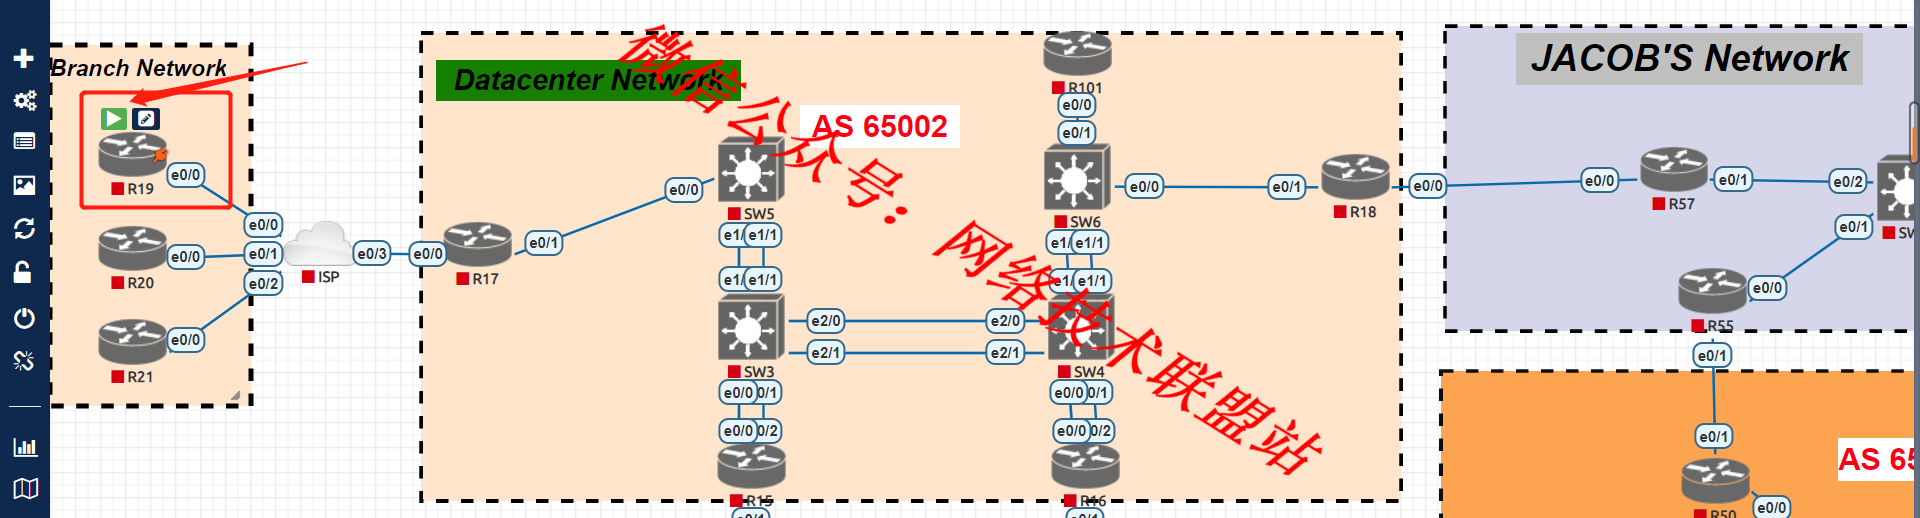 Branch Network
R19
e0/0
e0/0
R20
e0/0
e0/1
e0/2
R21
e0/0
ISP
e0/3
Datacenter Network
AS 65002
e0/0
R17
e0/1
e0/0
SW5
e1/1
e1/1
SW3
e2/0
e2/0
e2/1
e2/1
e0/0
0/1
e0/0
0/2
R15
R101
e0/0
e0/1
SW6
e0/0
e0/1
R18
e0/0
e1/1
e1/1
SW4
e0/0
0/1
e0/0
0/2
R16
微信公众号：网络技术联盟站
JACOB'S Network
e0/0
R57
e0/1
e0/2
SW
e0/1
R55
e0/0
e0/1
e0/1
AS 65
R50
e0/0